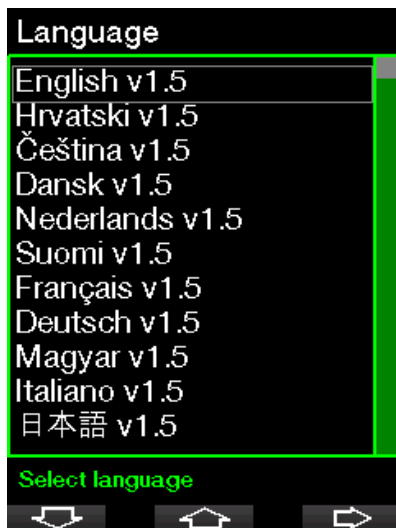 Language
English v1.5
Hrvatski v1.5
Čeština v1.5
Dansk v1.5
Nederlands v1.5
Suomi v1.5
Français v1.5
Deutsch v1.5
Magyar v1.5
Italiano v1.5
日本語 v1.5
Select language